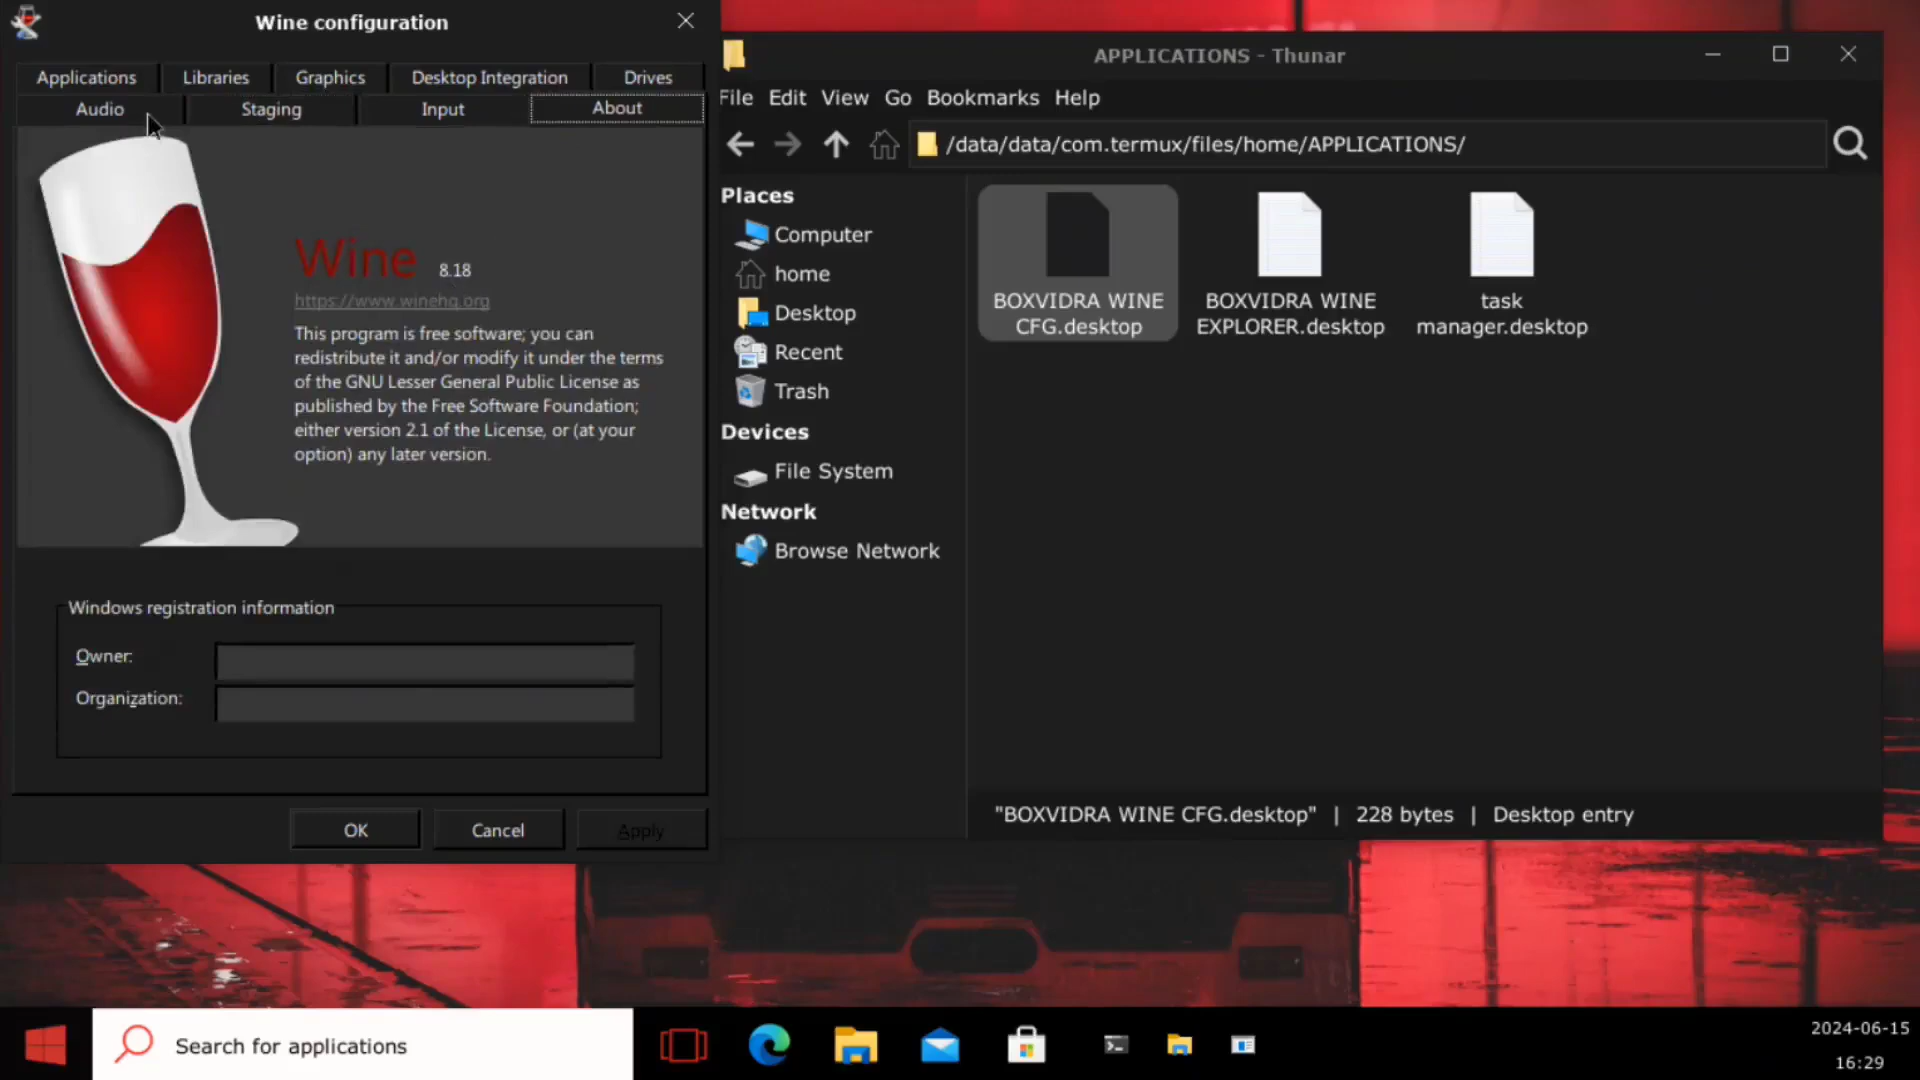 Wine configuration
Applications
Libraries
Graphics
Desktop Integration
Drives
Audio
Staging
Input
About
Wine 8.18
https://www.winehq.org
This program is free software; you can
redistribute it and/or modify it under the terms
of the GNU Lesser General Public License as
published by the Free Software Foundation;
either version 2.1 of the License, or (at your
option) any later version.
Windows registration information
Owner:
Organization:
OK
Cancel
Apply
APPLICATIONS - Thunar
File Edit View Go Bookmarks Help
/data/data/com.termux/files/home/APPLICATIONS/
Places
Computer
home
Desktop
Recent
Trash
Devices
File System
Network
Browse Network
BOXVIDRA WINE
CFG.desktop
BOXVIDRA WINE
EXPLORER.desktop
task
manager.desktop
"BOXVIDRA WINE CFG.desktop" | 228 bytes | Desktop entry
Search for applications
2024-06-15
16:29